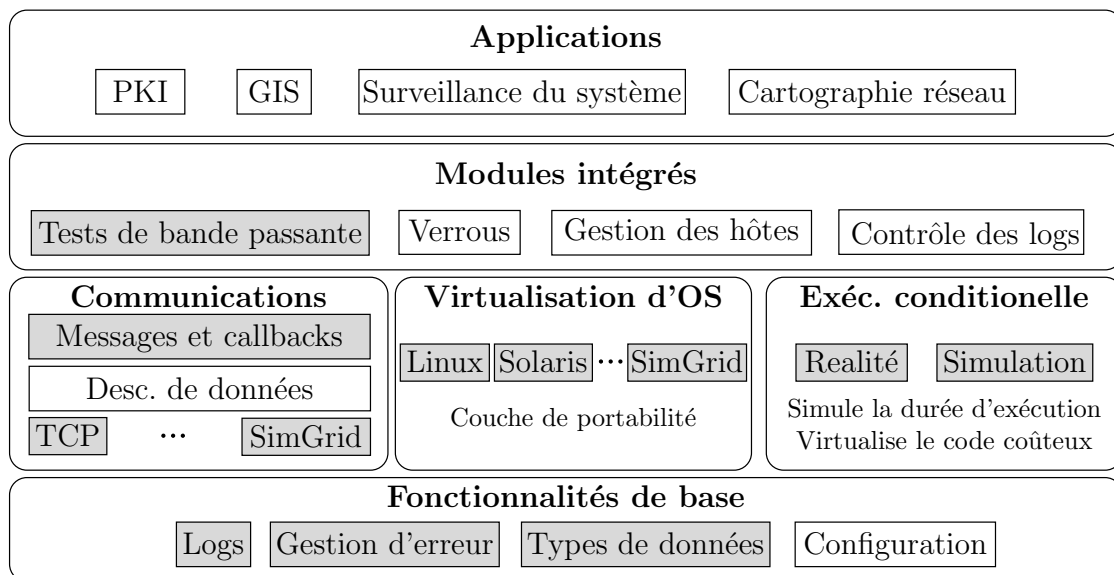 Applications
PKI GIS Surveillance du système Cartographie réseau
Modules intégrés
Tests de bande passante Verrous Gestion des hôtes Contrôle des logs
Communications
Messages et callbacks
Desc. de données
TCP ... SimGrid
Virtualisation d'OS
Linux Solaris ... SimGrid
Couche de portabilité
Exéc. conditionelle
Realité Simulation
Simule la durée d'exécution
Virtualise le code coûteux
Fonctionnalités de base
Logs Gestion d'erreur Types de données Configuration